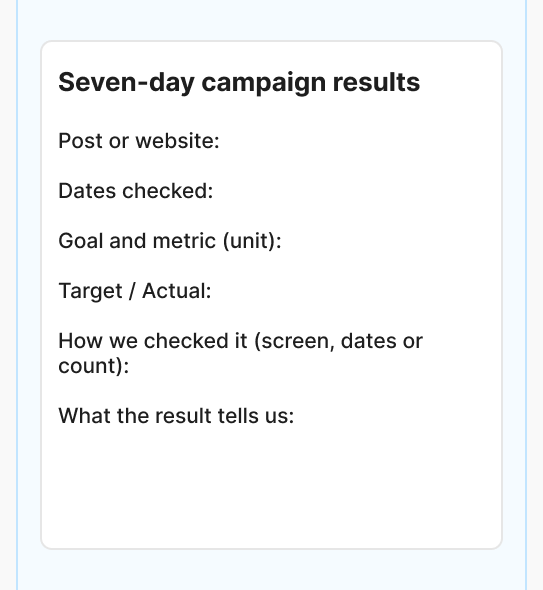 Seven-day campaign results
Post or website:
Dates checked:
Goal and metric (unit):
Target / Actual:
How we checked it (screen, dates or
count):
What the result tells us: